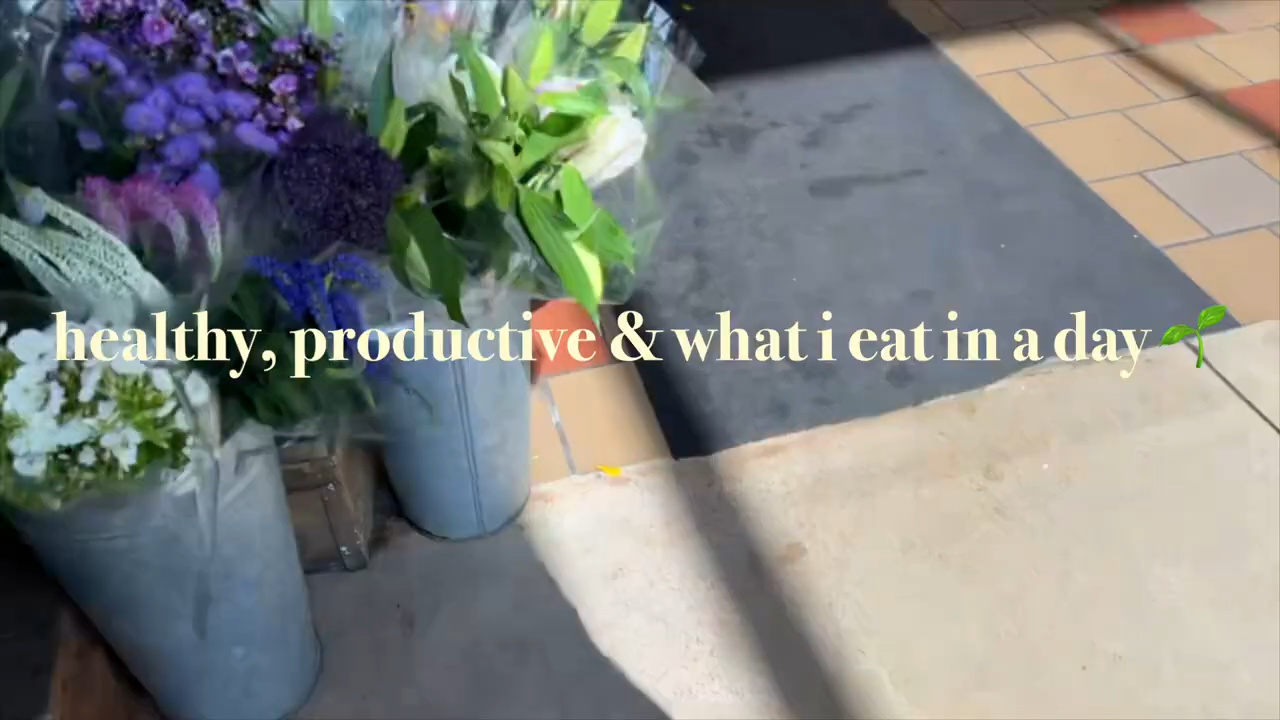 healthy, productive & what i eat in a day 🌱